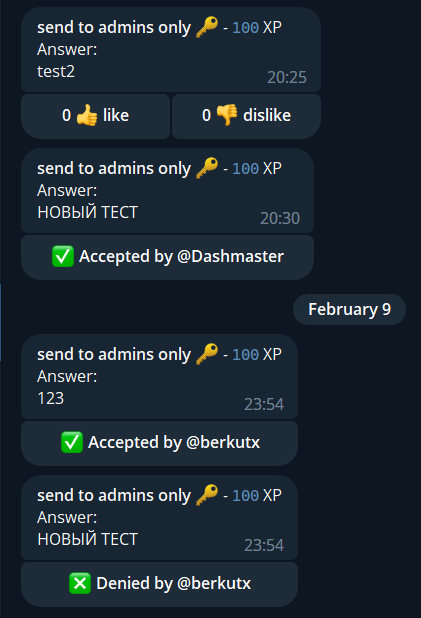 send to admins only 🔑 - 100 XP
Answer:
test2
20:25
0 👍 like
0 👎 dislike
send to admins only 🔑 - 100 XP
Answer:
НОВЫЙ ТЕСТ
20:30
✅ Accepted by @Dashmaster
February 9
send to admins only 🔑 - 100 XP
Answer:
123
23:54
✅ Accepted by @berkutx
send to admins only 🔑 - 100 XP
Answer:
НОВЫЙ ТЕСТ
23:54
❎ Denied by @berkutx